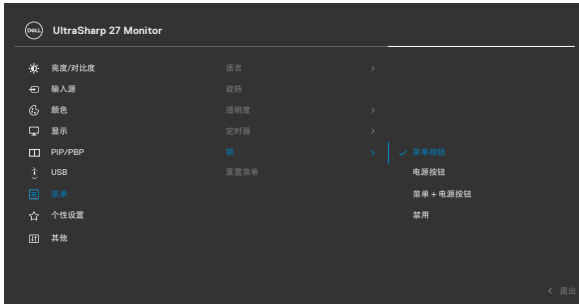 DELL UltraSharp 27 Monitor
亮度/对比度 语言
输入源 旋转
颜色 透明度
显示 定时器
PIP/PBP 锁 菜单按钮
USB 重置菜单 电源按钮
菜单 菜单 + 电源按钮
个性设置 禁用
其他
退出